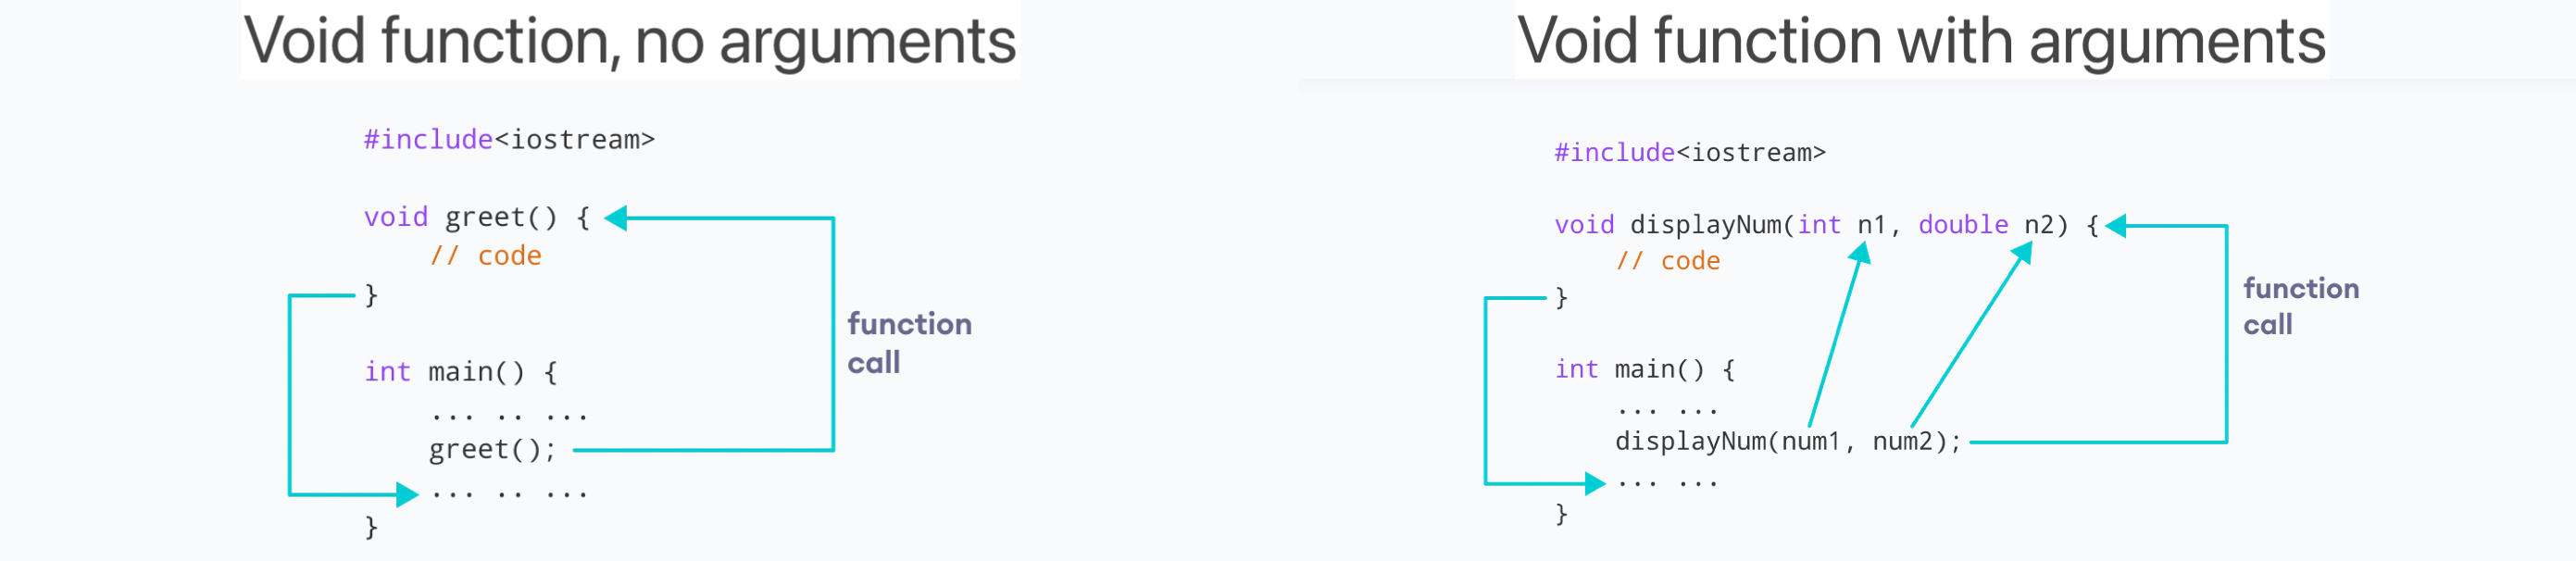 Void function, no arguments
#include<iostream>
void greet() {
// code
}
int main() {
... .. ...
greet();
... .. ...
}
function
call
Void function with arguments
#include<iostream>
void displayNum(int n1, double n2) {
// code
}
int main() {
... ...
displayNum(num1, num2);
... ...
}
function
call